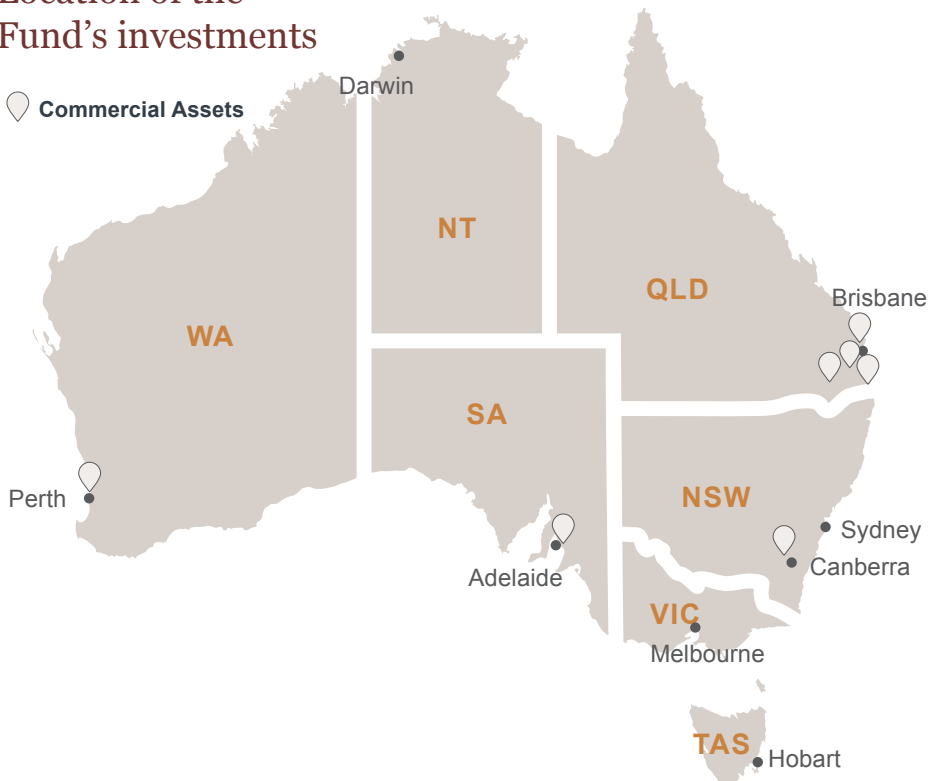 Location of the
Fund's investments
Commercial Assets
Darwin
NT
QLD
Brisbane
WA
SA
NSW
Perth
Sydney
Adelaide
Canberra
VIC
Melbourne
TAS
Hobart